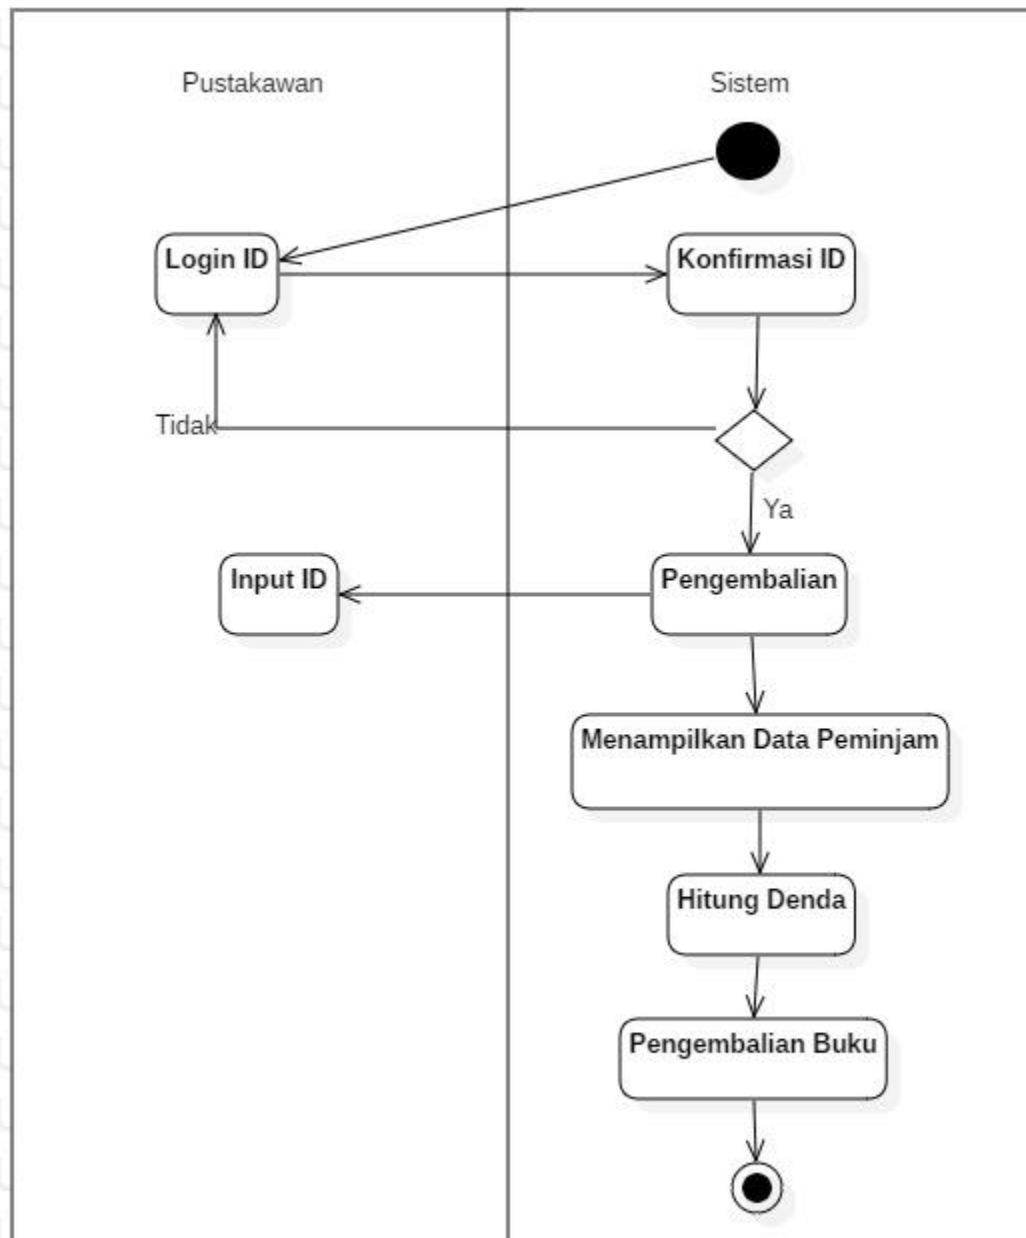 Pustakawan
Sistem
Login ID
Konfirmasi ID
Tidak
Ya
Input ID
Pengembalian
Menampilkan Data Peminjam
Hitung Denda
Pengembalian Buku